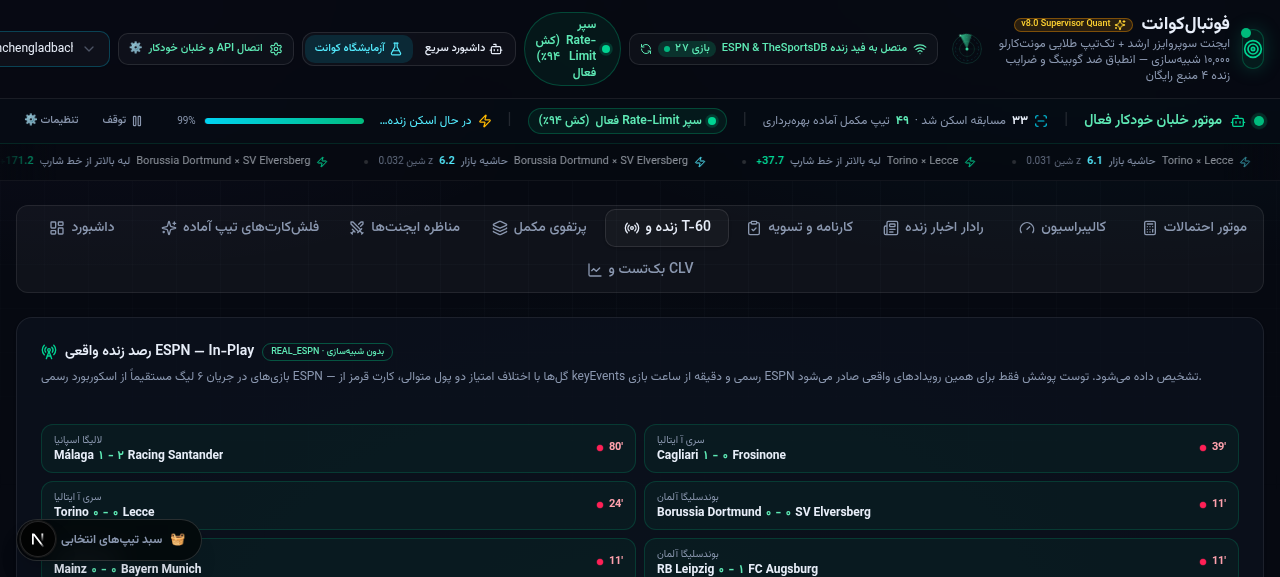 فوتبال‌کوانت
v8.0 Supervisor Quant
ایجنت سوپروایزر ارشد + تک‌تیپ طلایی مونت‌کارلو
۱۰,۰۰۰ شبیه‌سازی — انطباق ضد گوبینگ و ضرایب
زنده ۴ منبع رایگان
متصل به فید زنده ESPN & TheSportsDB
۲۷ بازی
سپر
Rate-Limit
فعال (کش ۹۴٪)
داشبورد سریع
آزمایشگاه کوانت
اتصال API و خلبان خودکار ⚙️
موتور خلبان خودکار فعال
۳۳ مسابقه اسکن شد · ۴۹ تیپ مکمل آماده بهره‌برداری
سپر Rate-Limit فعال (کش ۹۴٪)
در حال اسکن زنده...
99%
توقف
تنظیمات ⚙️
Torino × Lecce حاشیه بازار 6.1 z شین 0.031
Torino × Lecce لبه بالاتر از خط شارپ +37.7
Borussia Dortmund × SV Elversberg حاشیه بازار 6.2 z شین 0.032
Borussia Dortmund × SV Elversberg لبه بالاتر از خط شارپ 171.2
موتور احتمالات
کالیبراسیون
رادار اخبار زنده
کارنامه و تسویه
زنده و T-60
پرتفوی مکمل
مناظره ایجنت‌ها
فلش‌کارت‌های تیپ آماده
داشبورد
بک‌تست و CLV
رصد زنده واقعی ESPN — In-Play
بدون شبیه‌سازی · REAL_ESPN
بازی‌های در جریان ۶ لیگ مستقیماً از اسکوربورد رسمی ESPN — گل‌ها با اختلاف امتیاز دو پول متوالی، کارت قرمز از keyEvents رسمی و دقیقه از ساعت بازی ESPN تشخیص داده می‌شود. توست پوشش فقط برای همین رویدادهای واقعی صادر می‌شود.
سری آ ایتالیا
Cagliari ۱ - ۰ Frosinone
39'
لالیگا اسپانیا
Málaga ۱ - ۲ Racing Santander
80'
بوندسلیگا آلمان
Borussia Dortmund ۰ - ۰ SV Elversberg
11'
سری آ ایتالیا
Torino ۰ - ۰ Lecce
24'
بوندسلیگا آلمان
RB Leipzig ۰ - ۱ FC Augsburg
11'
Mainz ۰ - ۰ Bayern Munich
11'
سبد تیپ‌های انتخابی
N